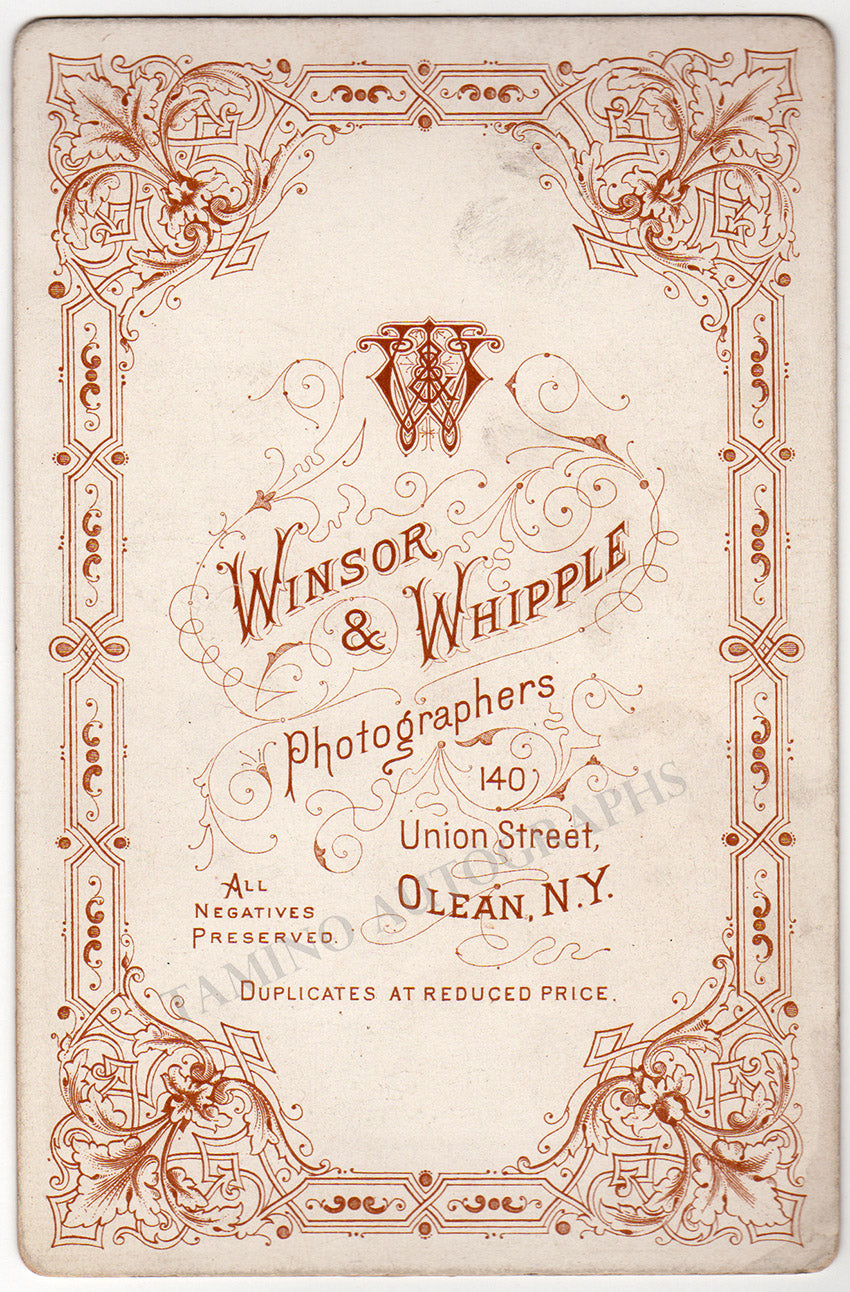 W & W
WINSOR
& WHIPPLE
Photographers
140
Union Street,
OLEAN, N.Y.
ALL
NEGATIVES
PRESERVED.
DUPLICATES AT REDUCED PRICE.
TAMINO AUTOGRAPHS